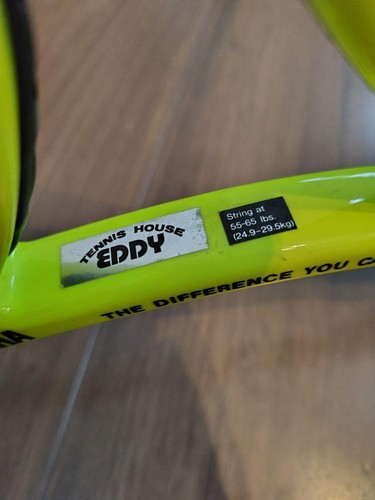 TENNIS HOUSE
EDDY
String at
55-65 lbs.
(24.9-29.5kg)
THE DIFFERENCE YOU